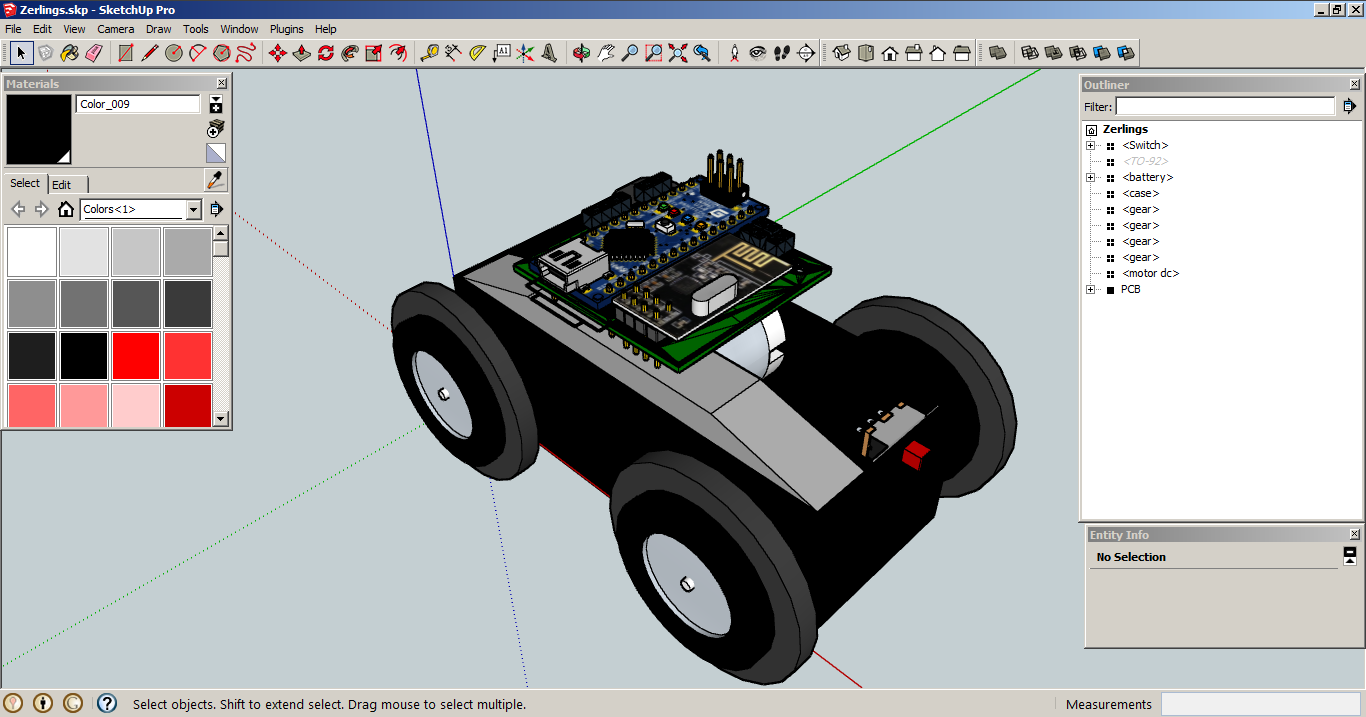 Zerlings.skp - SketchUp Pro
File Edit View Camera Draw Tools Window Plugins Help
A1
Materials
Color_009
Select Edit
Colors<1>
Outliner
Filter:
Zerlings
<Switch>
<TO-92>
<battery>
<case>
<gear>
<gear>
<gear>
<gear>
<motor dc>
PCB
Entity Info
No Selection
Select objects. Shift to extend select. Drag mouse to select multiple.
Measurements